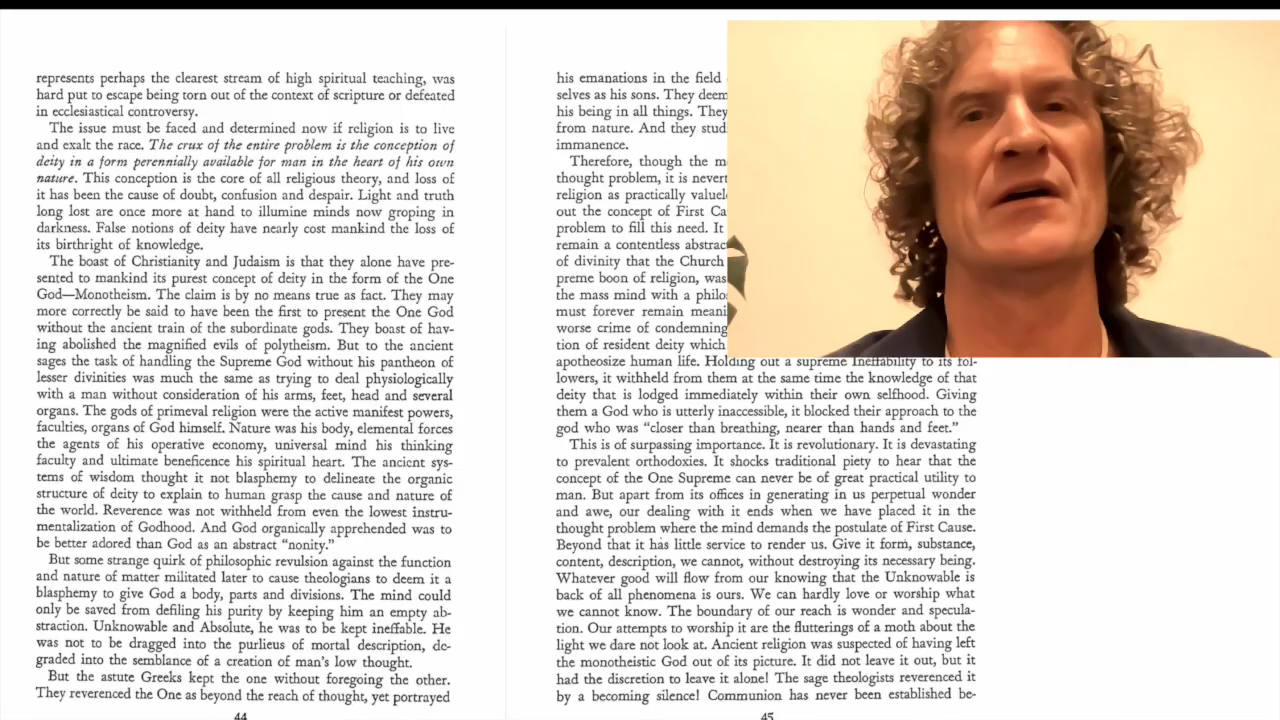 represents perhaps the clearest stream of high spiritual teaching, was
hard put to escape being torn out of the context of scripture or defeated
in ecclesiastical controversy.
The issue must be faced and determined now if religion is to live
and exalt the race. The crux of the entire problem is the conception of
deity in a form perennially available for man in the heart of his own
nature. This conception is the core of all religious theory, and loss of
it has been the cause of doubt, confusion and despair. Light and truth
long lost are once more at hand to illumine minds now groping in
darkness. False notions of deity have nearly cost mankind the loss of
its birthright of knowledge.
The boast of Christianity and Judaism is that they alone have pre-
sented to mankind its purest concept of deity in the form of the One
God—Monotheism. The claim is by no means true as fact. They may
more correctly be said to have been the first to present the One God
without the ancient train of the subordinate gods. They boast of hav-
ing abolished the magnified evils of polytheism. But to the ancient
sages the task of handling the Supreme God without his pantheon of
lesser divinities was much the same as trying to deal physiologically
with a man without consideration of his arms, feet, head and several
organs. The gods of primeval religion were the active manifest powers,
faculties, organs of God himself. Nature was his body, elemental forces
the agents of his operative economy, universal mind his thinking
faculty and ultimate beneficence his spiritual heart. The ancient sys-
tems of wisdom thought it not blasphemy to delineate the organic
structure of deity to explain to human grasp the cause and nature of
the world. Reverence was not withheld from even the lowest instru-
mentalization of Godhood. And God organically apprehended was to
be better adored than God as an abstract “nonity.”
But some strange quirk of philosophic revulsion against the function
and nature of matter militated later to cause theologians to deem it a
blasphemy to give God a body, parts and divisions. The mind could
only be saved from defiling his purity by keeping him an empty ab-
straction. Unknowable and Absolute, he was to be kept ineffable. He
was not to be dragged into the purlieus of mortal description, de-
graded into the semblance of a creation of man’s low thought.
But the astute Greeks kept the one without foregoing the other.
They reverenced the One as beyond the reach of thought, yet portrayed
44
his emanations in the field
selves as his sons. They deem
his being in all things. They
from nature. And they stud
immanence.
Therefore, though the m
thought problem, it is nevert
religion as practically valuel
out the concept of First Ca
problem to fill this need. It
remain a contentless abstrac
of divinity that the Church
preme boon of religion, was
the mass mind with a philo
must forever remain meani
worse crime of condemning
tion of resident deity which
apotheosize human life. Holding out a supreme Ineffability to its fol-
lowers, it withheld from them at the same time the knowledge of that
deity that is lodged immediately within their own selfhood. Giving
them a God who is utterly inaccessible, it blocked their approach to the
god who was “closer than breathing, nearer than hands and feet.”
This is of surpassing importance. It is revolutionary. It is devastating
to prevalent orthodoxies. It shocks traditional piety to hear that the
concept of the One Supreme can never be of great practical utility to
man. But apart from its offices in generating in us perpetual wonder
and awe, our dealing with it ends when we have placed it in the
thought problem where the mind demands the postulate of First Cause.
Beyond that it has little service to render us. Give it form, substance,
content, description, we cannot, without destroying its necessary being.
Whatever good will flow from our knowing that the Unknowable is
back of all phenomena is ours. We can hardly love or worship what
we cannot know. The boundary of our reach is wonder and specula-
tion. Our attempts to worship it are the flutterings of a moth about the
light we dare not look at. Ancient religion was suspected of having left
the monotheistic God out of its picture. It did not leave it out, but it
had the discretion to leave it alone! The sage theologists reverenced it
by a becoming silence! Communion has never been established be-
45